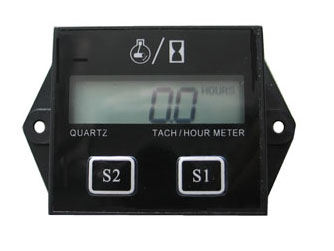 /
0.0 HOURS
QUARTZ TACH/HOUR METER
S2 S1